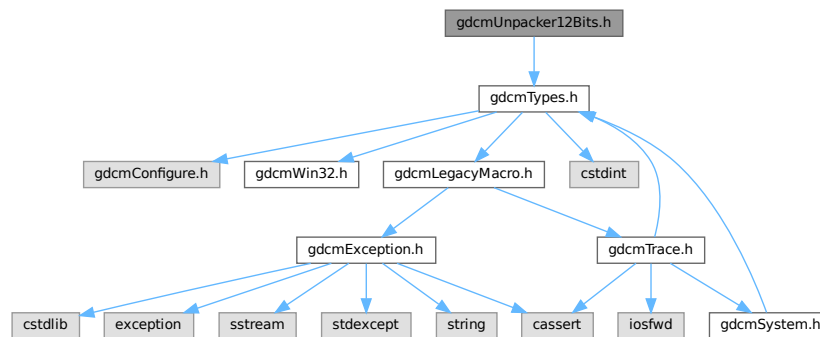 gdcmUnpacker12Bits.h
gdcmTypes.h
gdcmConfigure.h
gdcmWin32.h
gdcmLegacyMacro.h
cstdint
gdcmException.h
gdcmTrace.h
cstdlib
exception
sstream
stdexcept
string
cassert
iosfwd
gdcmSystem.h